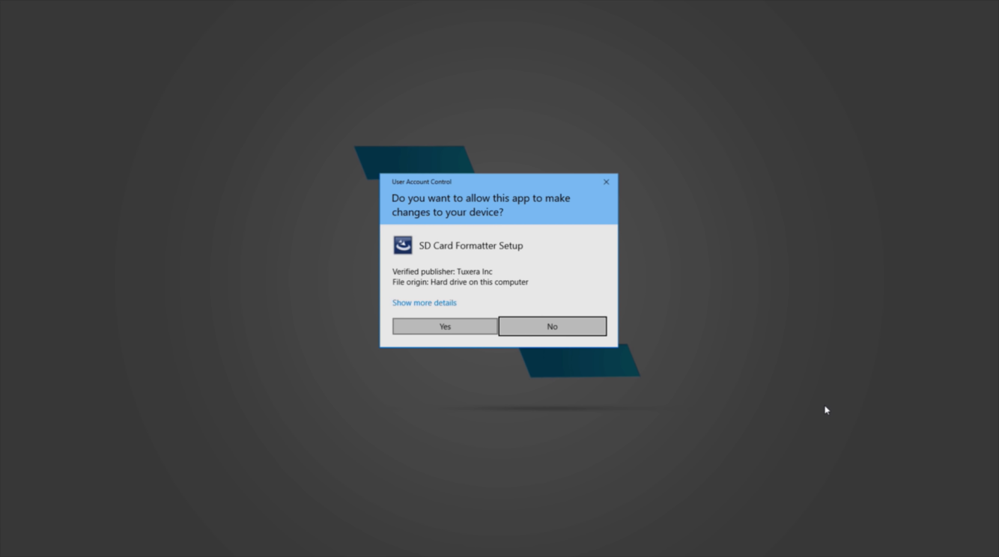 User Account Control
Do you want to allow this app to make
changes to your device?
SD Card Formatter Setup
Verified publisher: Tuxera Inc
File origin: Hard drive on this computer
Show more details
Yes
No